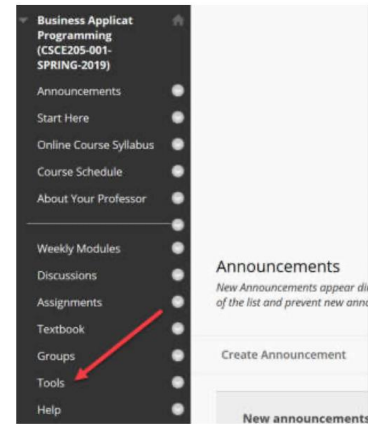 Business Applicat
Programming
(CSCE205-001-
SPRING-2019)
Announcements
Start Here
Online Course Syllabus
Course Schedule
About Your Professor
Weekly Modules
Discussions
Assignments
Textbook
Groups
Tools
Help
Announcements
New Announcements appear
of the list and prevent new
Create Announcement
New announcements